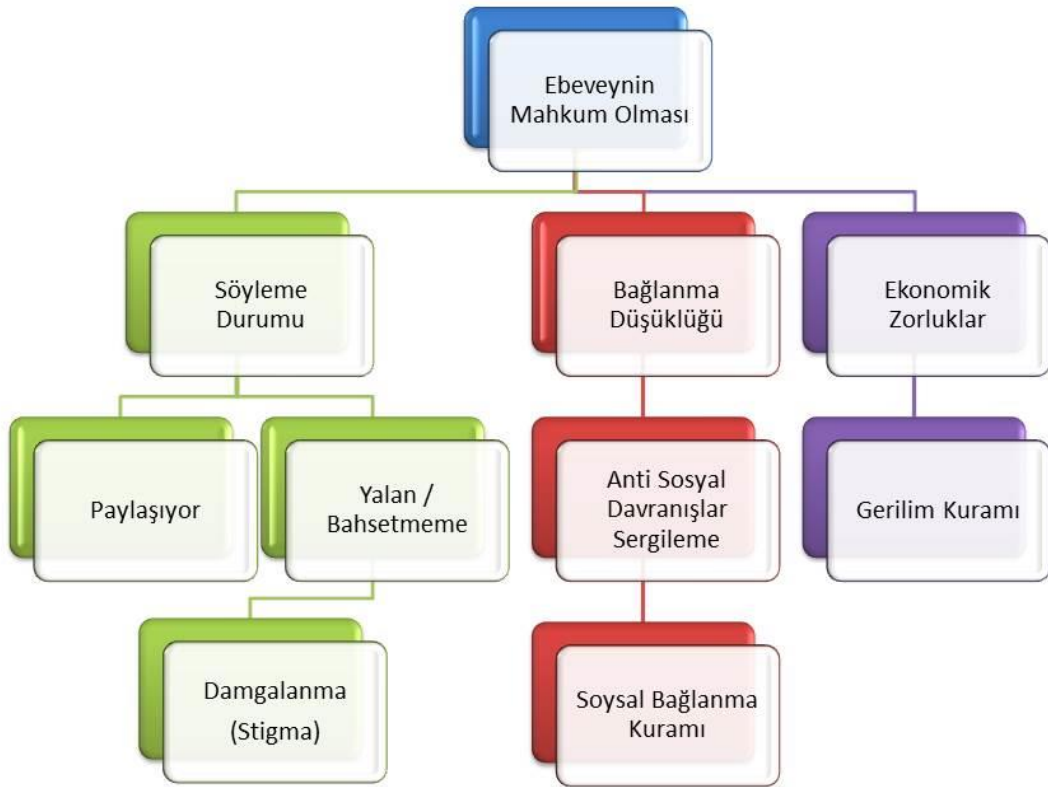 Ebeveynin
Mahkum Olması
Söyleme
Durumu
Bağlanma
Düşüklüğü
Ekonomik
Zorluklar
Paylaşıyor
Yalan /
Bahsetmeme
Anti Sosyal
Davranışlar
Sergileme
Gerilim Kuramı
Damgalanma
(Stigma)
Soysal Bağlanma
Kuramı